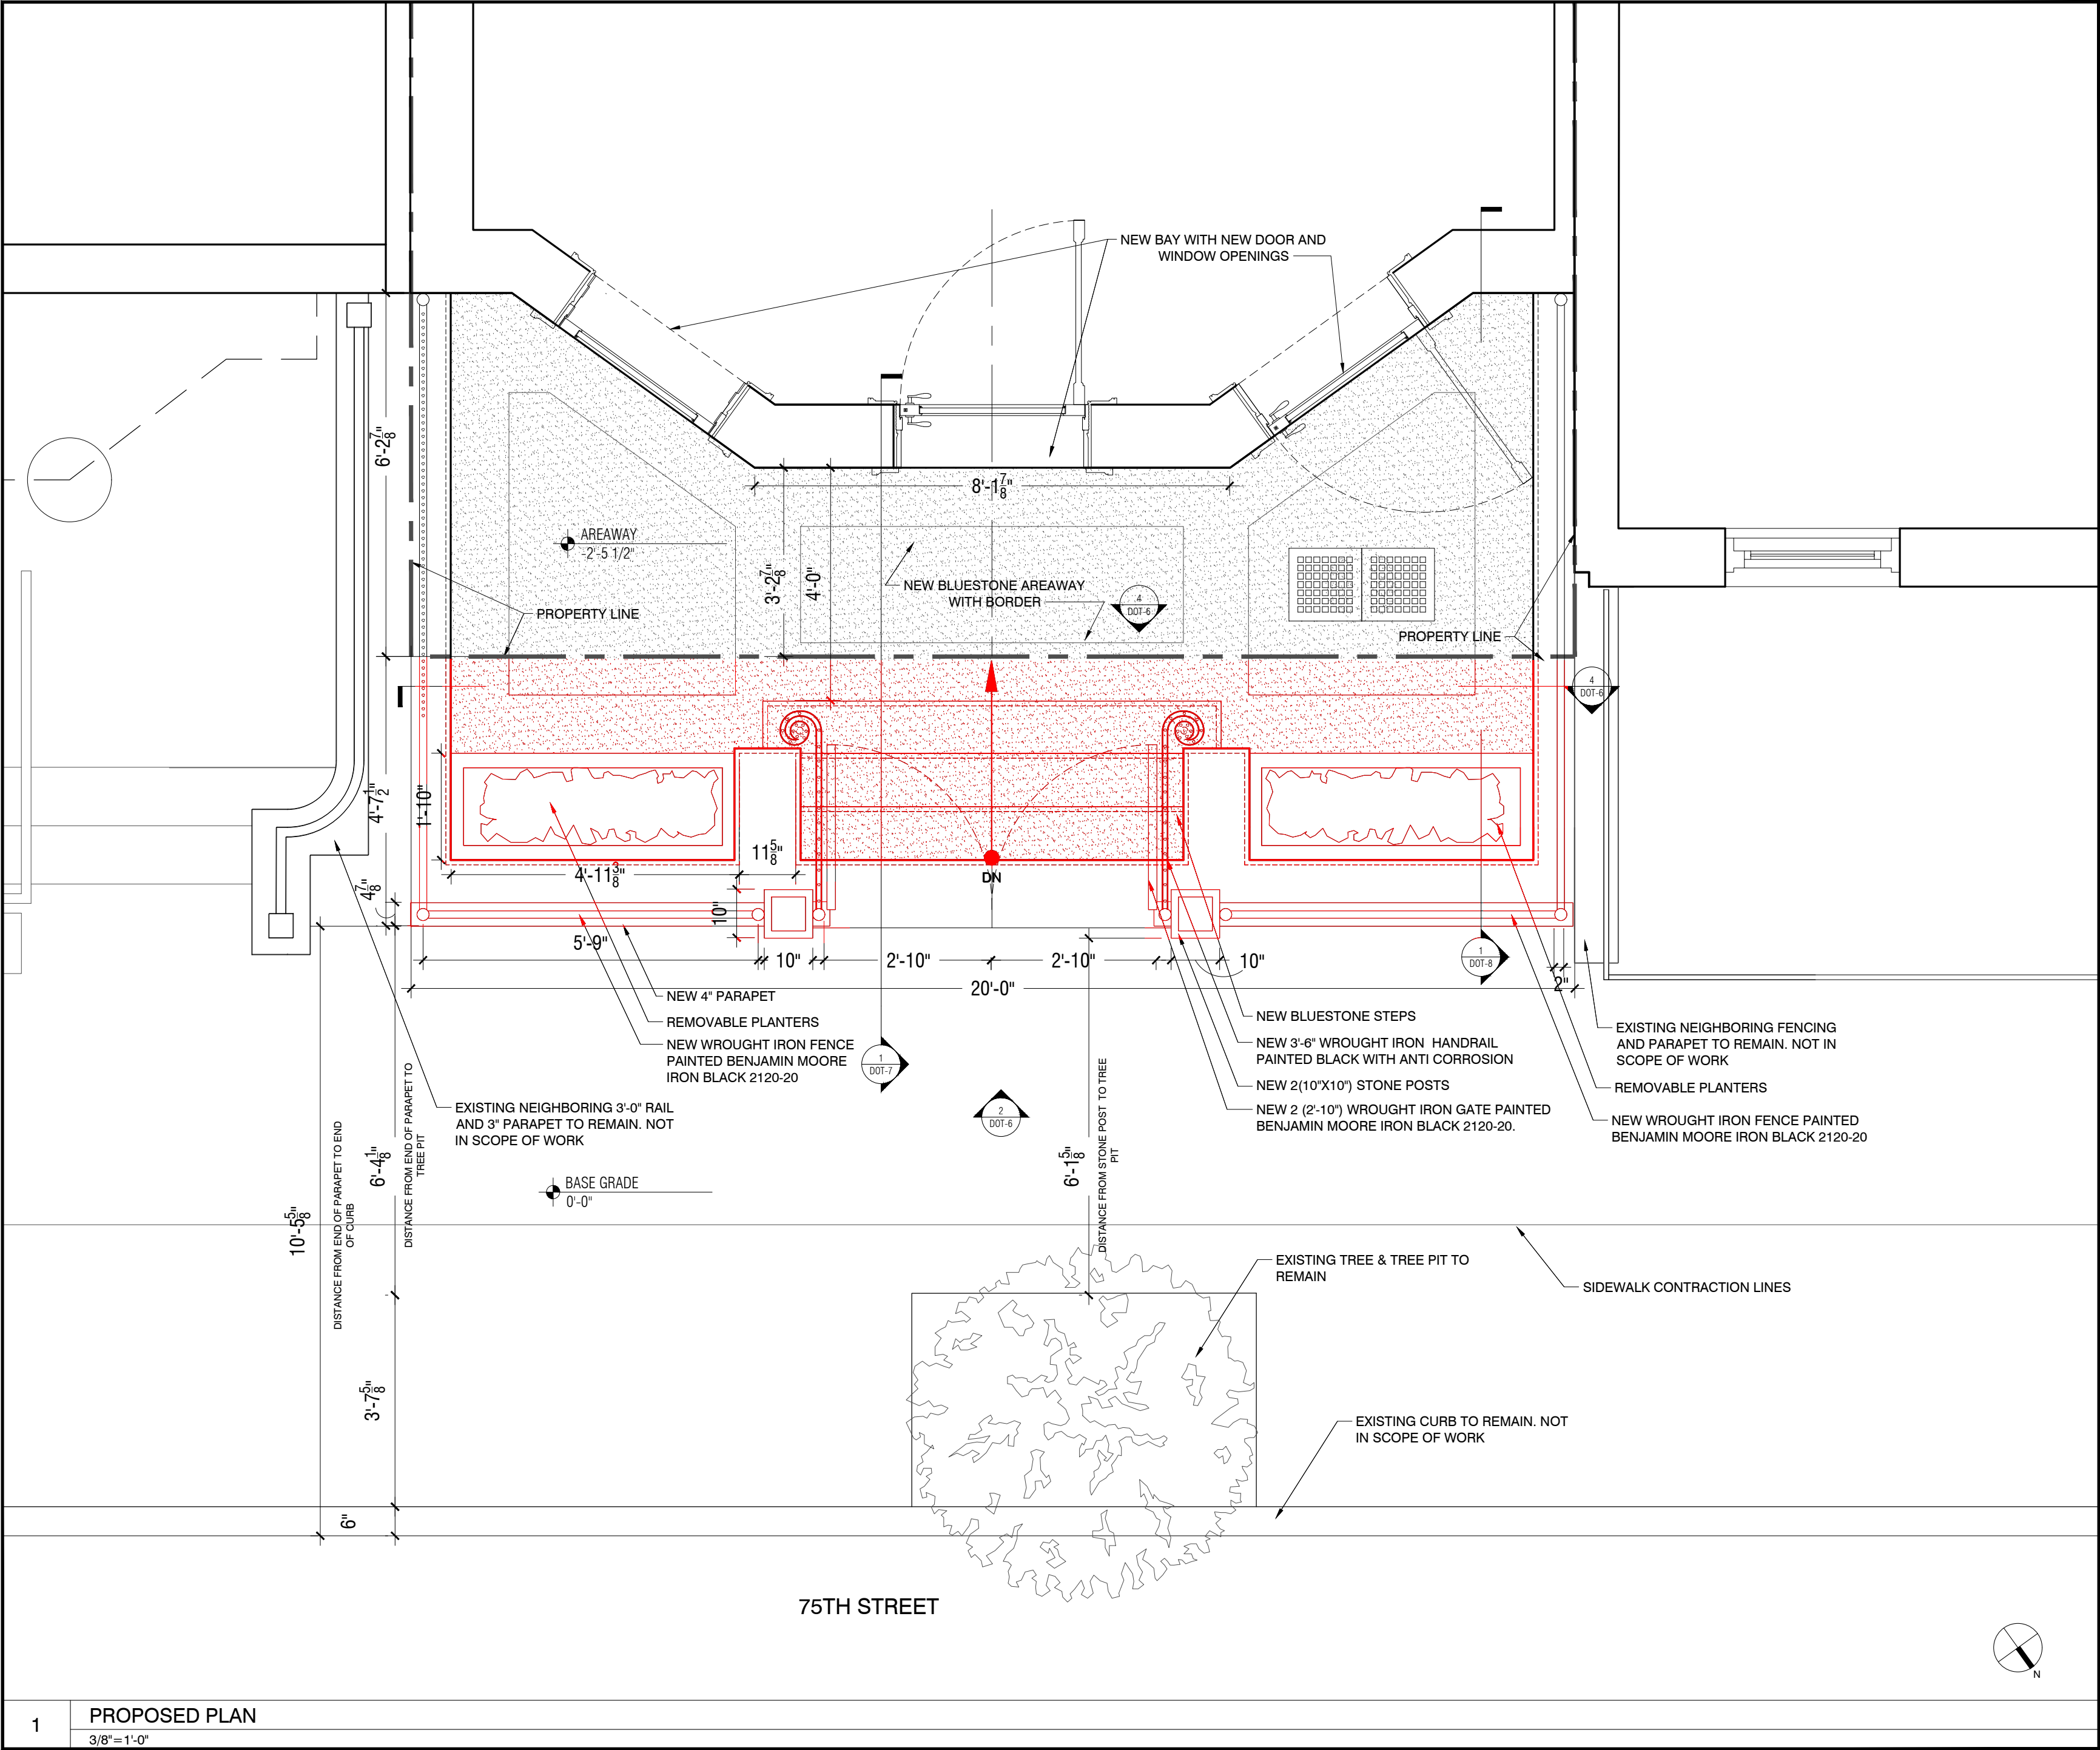 NEW BAY WITH NEW DOOR AND
WINDOW OPENINGS
6'-2 7/8"
8'-1 7/8"
AREAWAY
-2'-5 1/2"
3'-2 7/8"
4'-0"
NEW BLUESTONE AREAWAY
WITH BORDER
4
DOT-6
PROPERTY LINE
PROPERTY LINE
4
DOT-6
4'-7 1/2"
1'-10"
11 5/8"
4'-11 3/8"
4 7/8"
10"
DN
5'-9"
10"
2'-10"
2'-10"
10"
1
DOT-8
20'-0"
2"
NEW 4" PARAPET
REMOVABLE PLANTERS
NEW WROUGHT IRON FENCE
PAINTED BENJAMIN MOORE
IRON BLACK 2120-20
1
DOT-7
NEW BLUESTONE STEPS
NEW 3'-6" WROUGHT IRON HANDRAIL
PAINTED BLACK WITH ANTI CORROSION
NEW 2(10"X10") STONE POSTS
NEW 2 (2'-10") WROUGHT IRON GATE PAINTED
BENJAMIN MOORE IRON BLACK 2120-20.
EXISTING NEIGHBORING FENCING
AND PARAPET TO REMAIN. NOT IN
SCOPE OF WORK
REMOVABLE PLANTERS
NEW WROUGHT IRON FENCE PAINTED
BENJAMIN MOORE IRON BLACK 2120-20
EXISTING NEIGHBORING 3'-0" RAIL
AND 3" PARAPET TO REMAIN. NOT
IN SCOPE OF WORK
2
DOT-6
10'-5 5/8"
DISTANCE FROM END OF PARAPET TO END
OF CURB
6'-4 1/8"
DISTANCE FROM END OF PARAPET TO
TREE PIT
6'-1 5/8"
DISTANCE FROM STONE POST TO TREE
PIT
BASE GRADE
0'-0"
EXISTING TREE & TREE PIT TO
REMAIN
SIDEWALK CONTRACTION LINES
3'-7 5/8"
EXISTING CURB TO REMAIN. NOT
IN SCOPE OF WORK
6"
75TH STREET
N
1
PROPOSED PLAN
3/8"=1'-0"